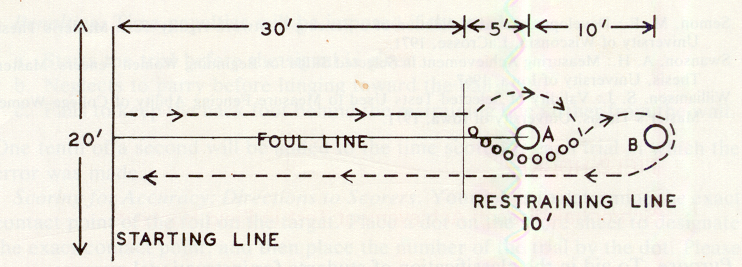 30' 5' 10'
20'
FOUL LINE
A
B
RESTRAINING LINE
10'
STARTING LINE